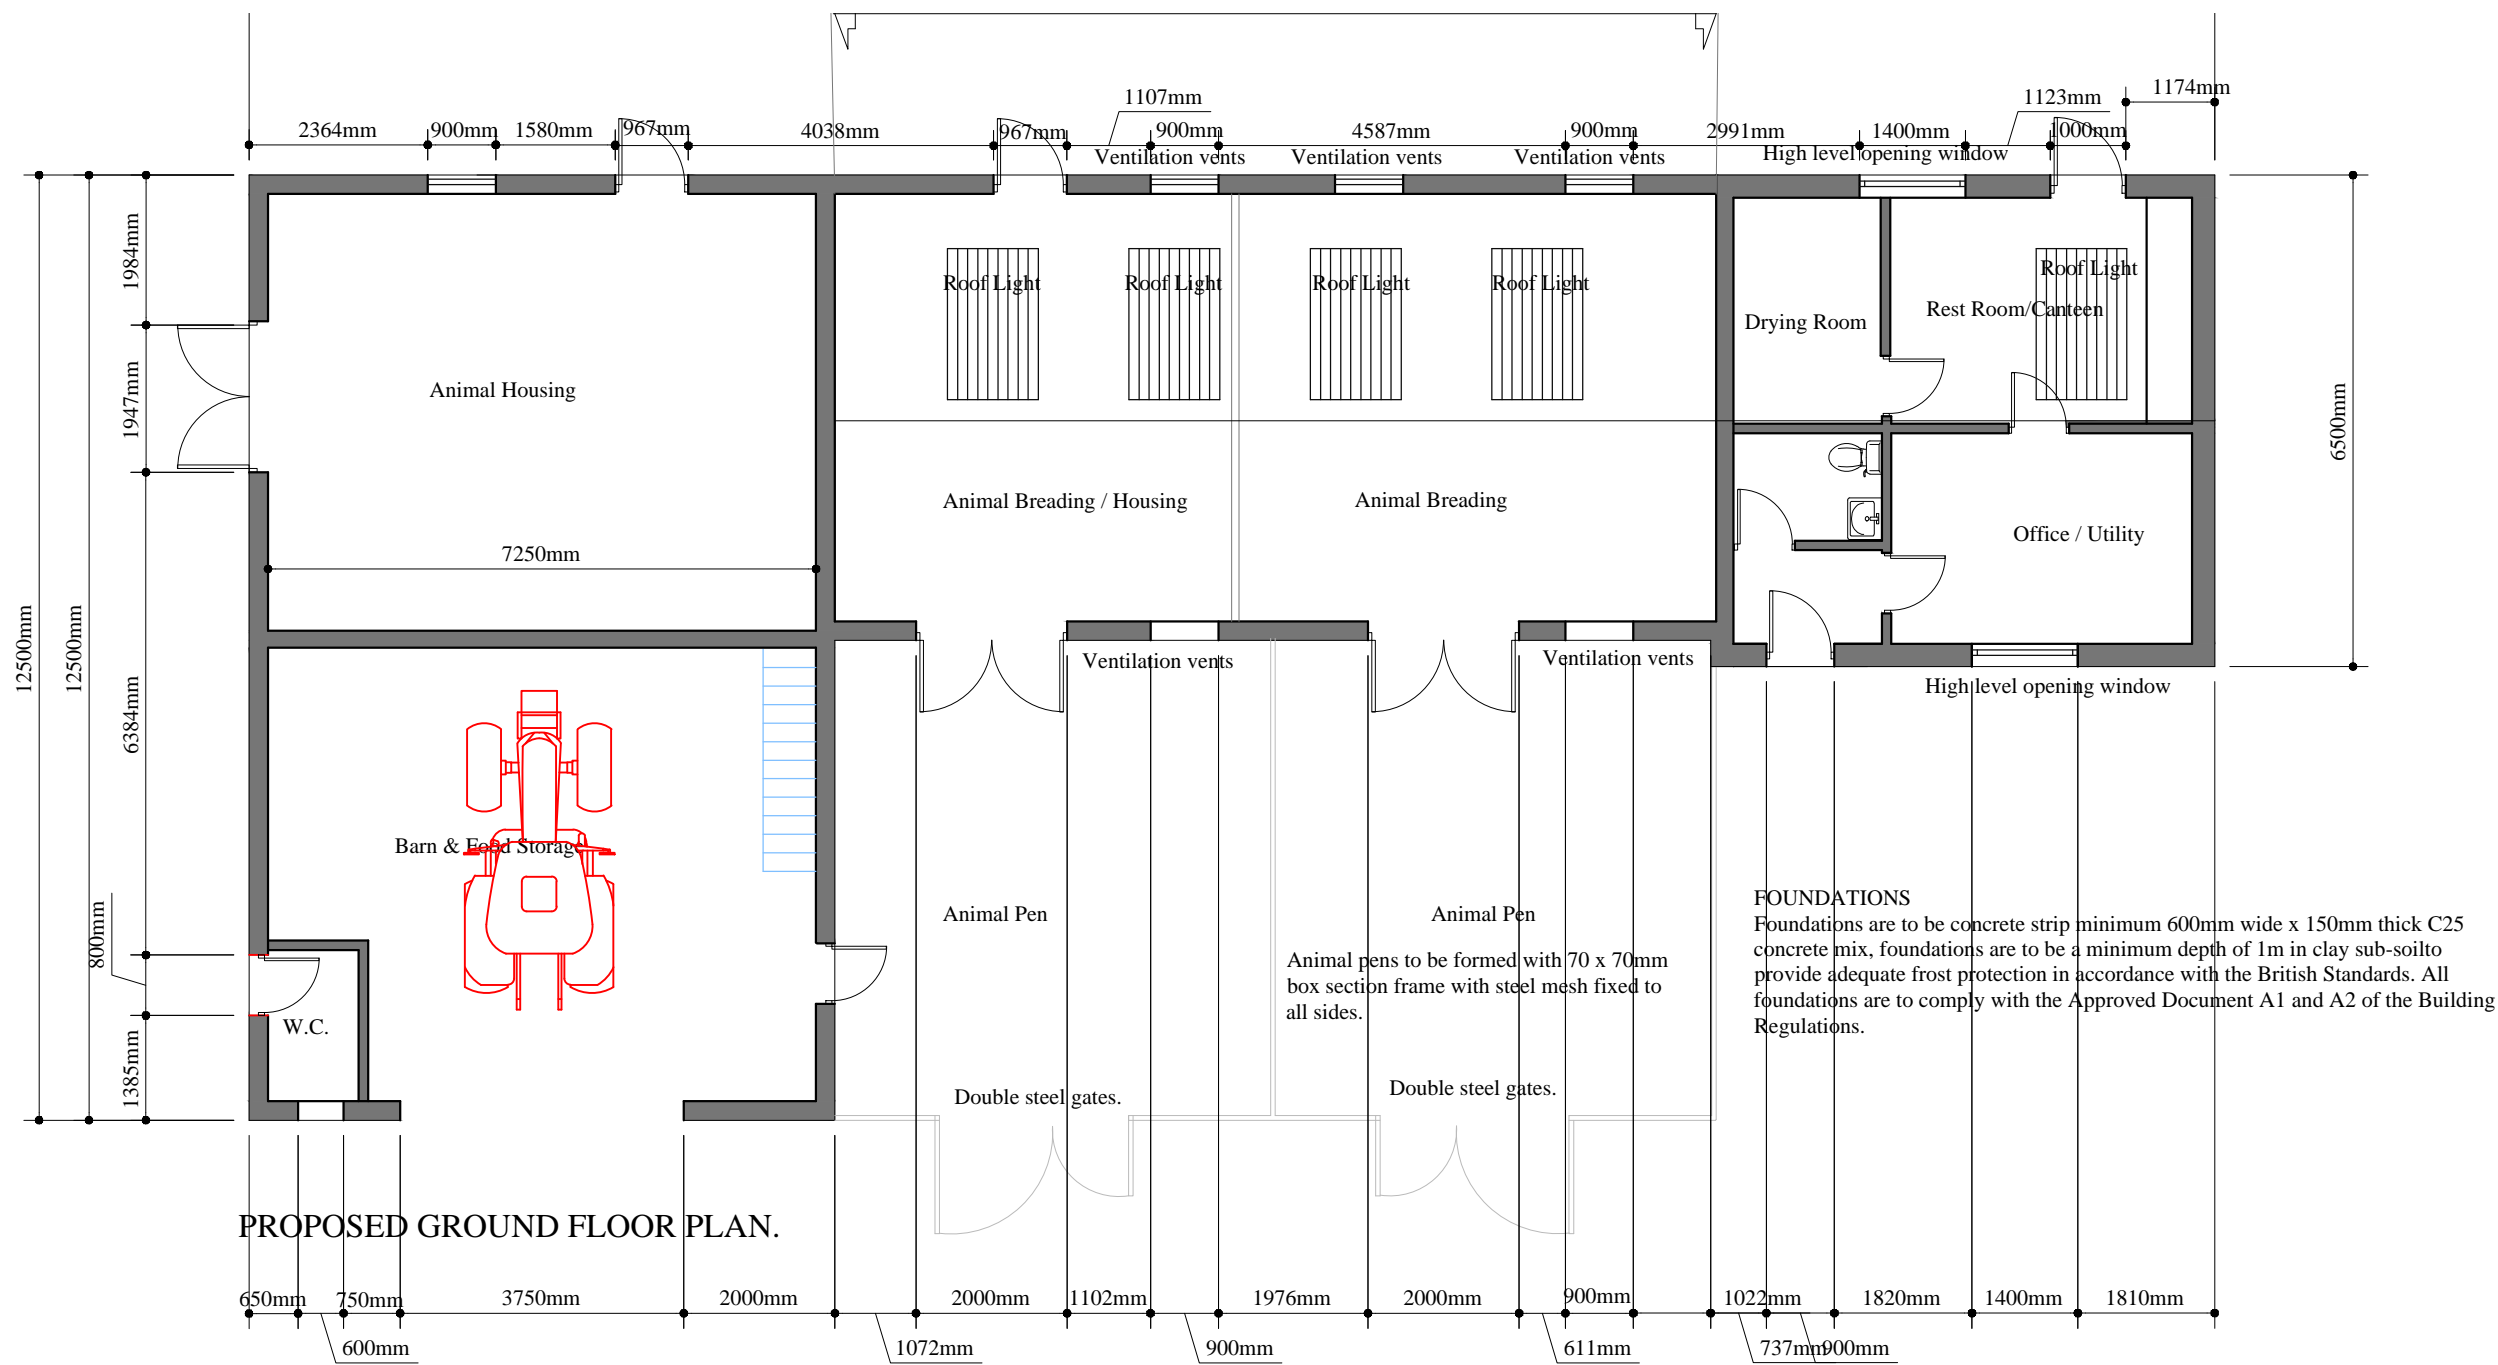 1107mm
1123mm
1174mm
2364mm
900mm
1580mm
967mm
4038mm
967mm
900mm
4587mm
900mm
2991mm
1400mm
1000mm
Ventilation vents
Ventilation vents
Ventilation vents
High level opening window
1984mm
1947mm
6384mm
12500mm
12500mm
800mm
1385mm
6500mm
Roof Light
Roof Light
Roof Light
Roof Light
Roof Light
Rest Room/Canteen
Drying Room
Animal Housing
Animal Breading / Housing
Animal Breading
Office / Utility
7250mm
Ventilation vents
Ventilation vents
High level opening window
Barn & Food Storage
Animal Pen
Animal Pen
Animal pens to be formed with 70 x 70mm
box section frame with steel mesh fixed to
all sides.
FOUNDATIONS
Foundations are to be concrete strip minimum 600mm wide x 150mm thick C25
concrete mix, foundations are to be a minimum depth of 1m in clay sub-soilto
provide adequate frost protection in accordance with the British Standards. All
foundations are to comply with the Approved Document A1 and A2 of the Building
Regulations.
W.C.
Double steel gates.
Double steel gates.
PROPOSED GROUND FLOOR PLAN.
650mm
750mm
3750mm
2000mm
2000mm
1102mm
1976mm
2000mm
900mm
1022mm
1820mm
1400mm
1810mm
600mm
1072mm
900mm
611mm
737mm
900mm